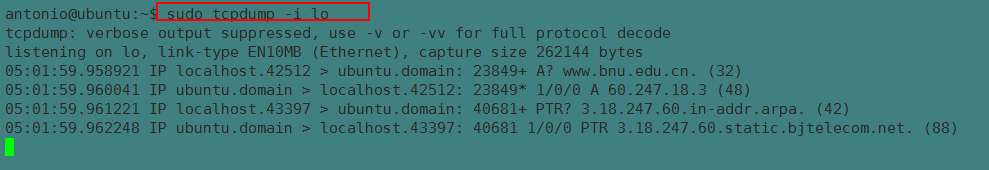 antonio@ubuntu:~$ sudo tcpdump -i lo
tcpdump: verbose output suppressed, use -v or -vv for full protocol decode
listening on lo, link-type EN10MB (Ethernet), capture size 262144 bytes
05:01:59.958921 IP localhost.42512 > ubuntu.domain: 23849+ A? www.bnu.edu.cn. (32)
05:01:59.960041 IP ubuntu.domain > localhost.42512: 23849* 1/0/0 A 60.247.18.3 (48)
05:01:59.961221 IP localhost.43397 > ubuntu.domain: 40681+ PTR? 3.18.247.60.in-addr.arpa. (42)
05:01:59.962248 IP ubuntu.domain > localhost.43397: 40681 1/0/0 PTR 3.18.247.60.static.bjtelecom.net. (88)